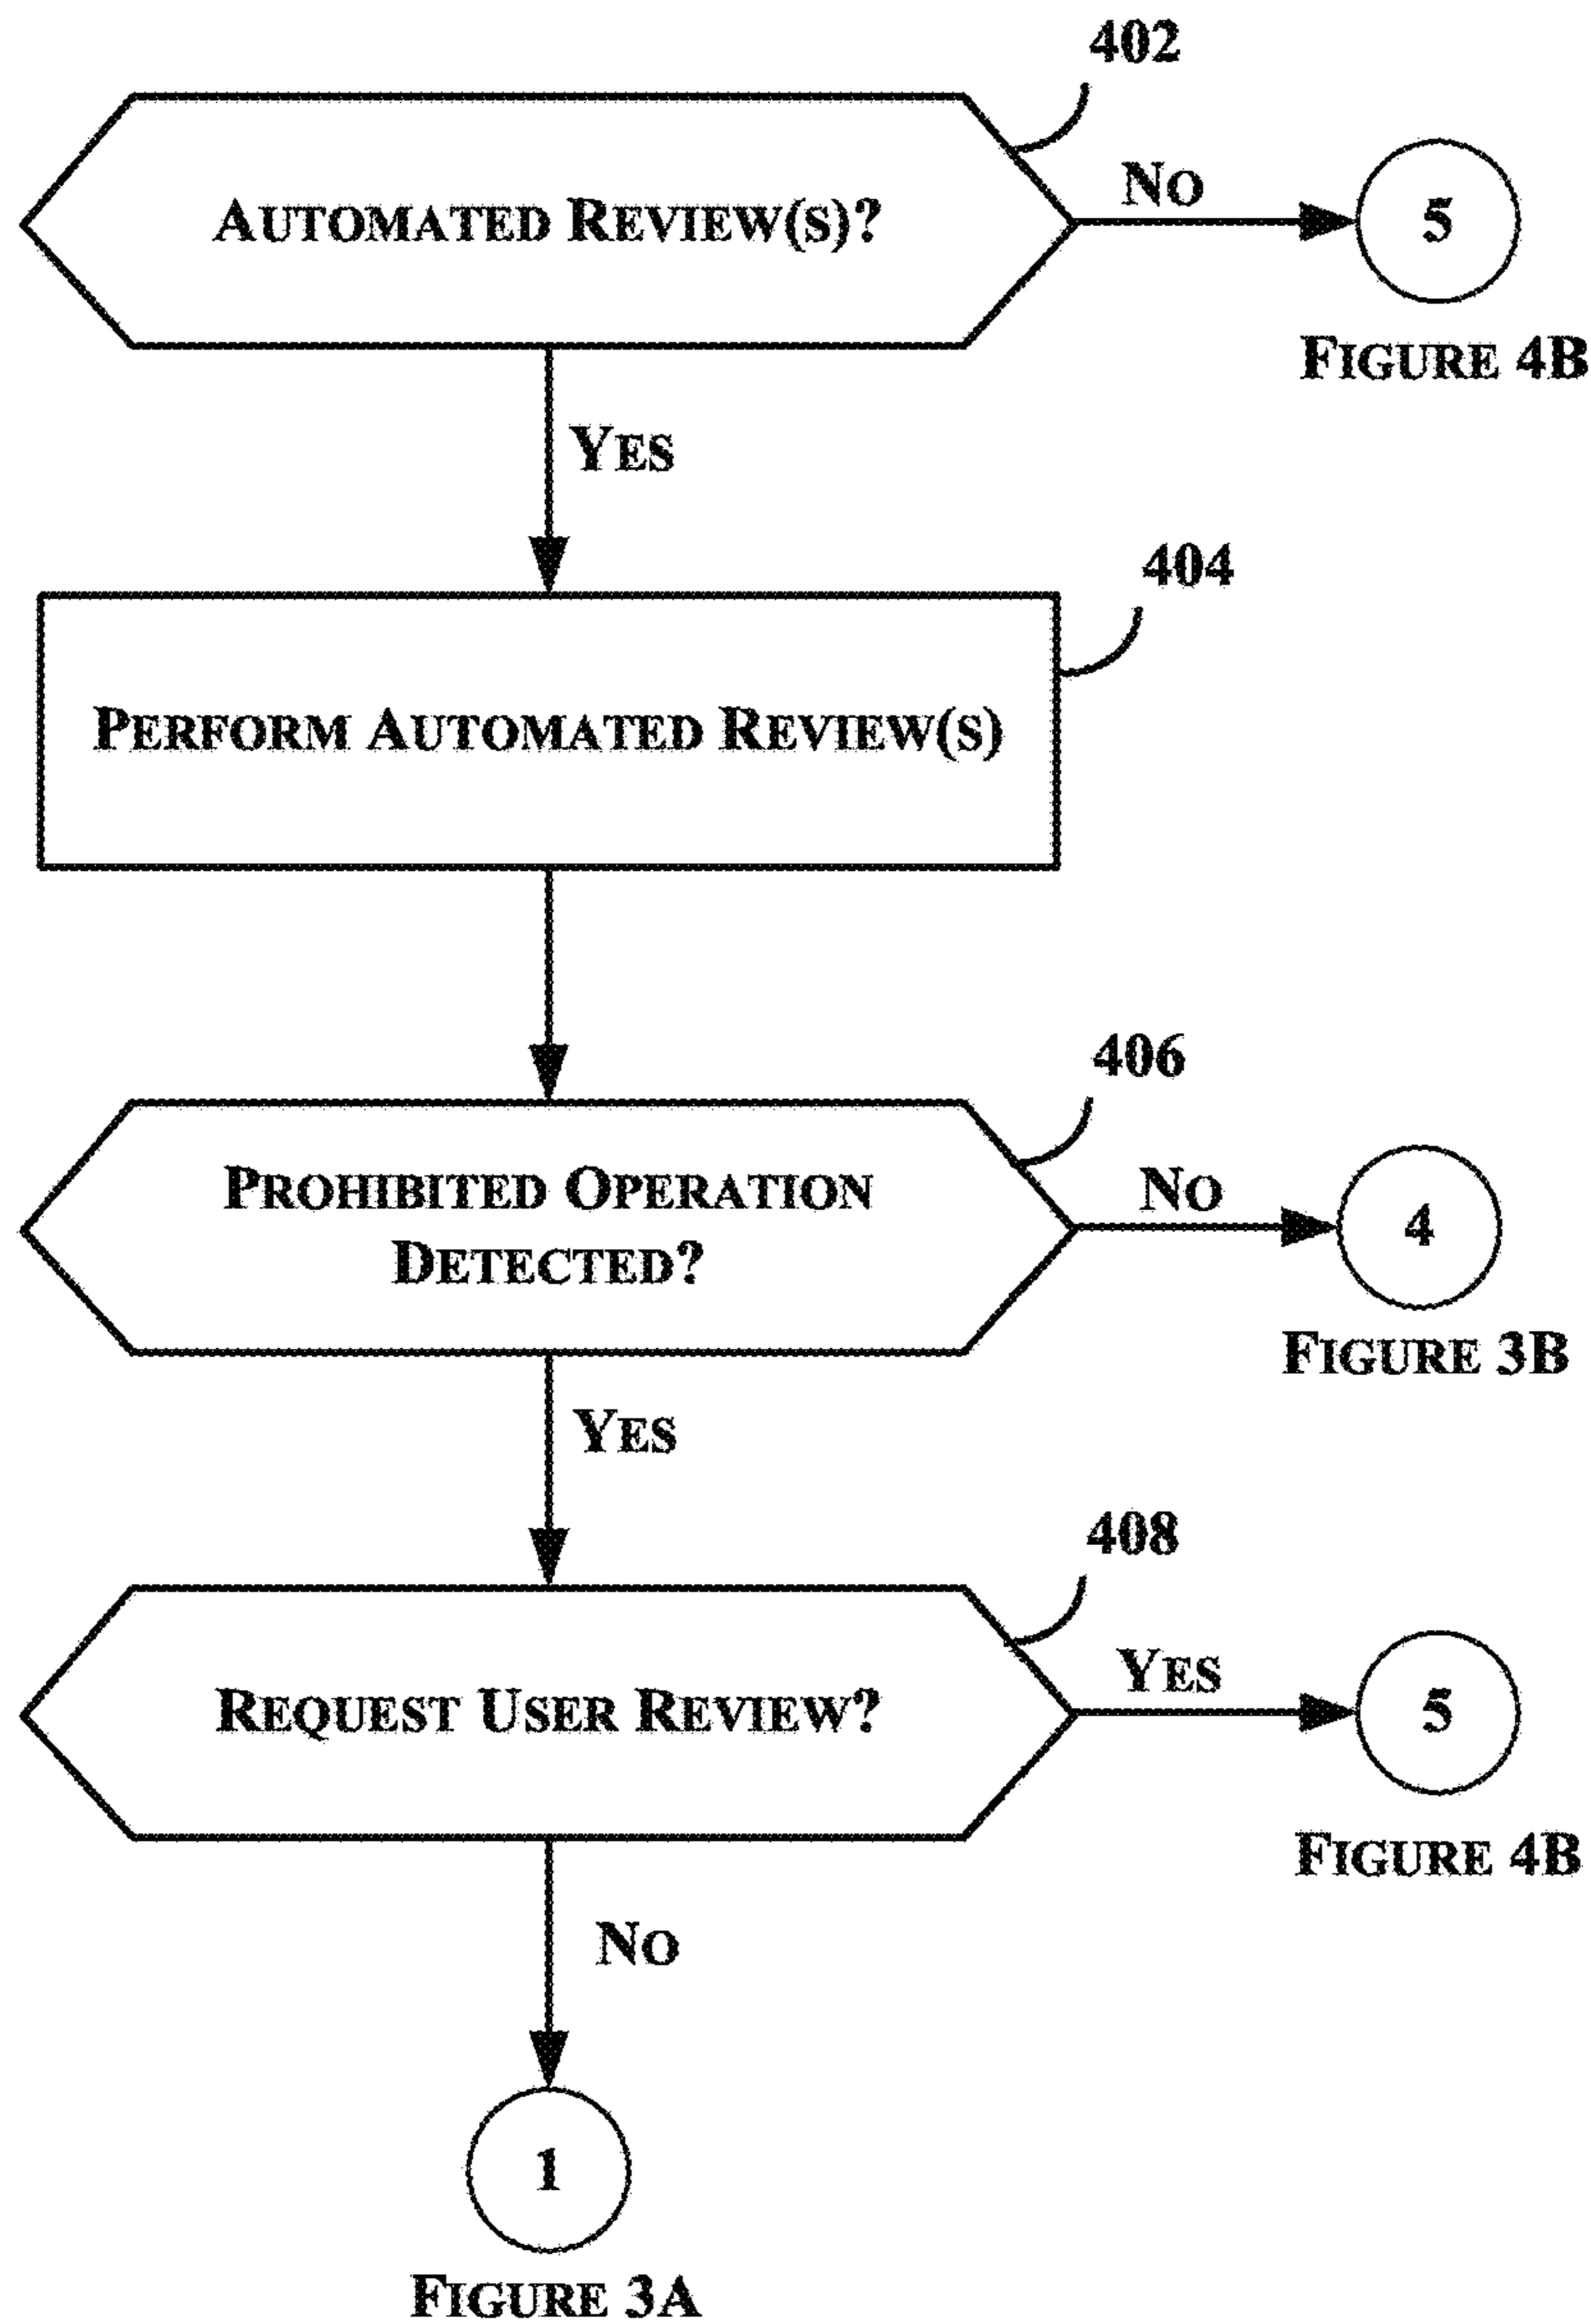 402
AUTOMATED REVIEW(S)?
NO
5
FIGURE 4B
YES
404
PERFORM AUTOMATED REVIEW(S)
406
PROHIBITED OPERATION
DETECTED?
NO
4
FIGURE 3B
YES
408
REQUEST USER REVIEW?
YES
5
FIGURE 4B
NO
1
FIGURE 3A